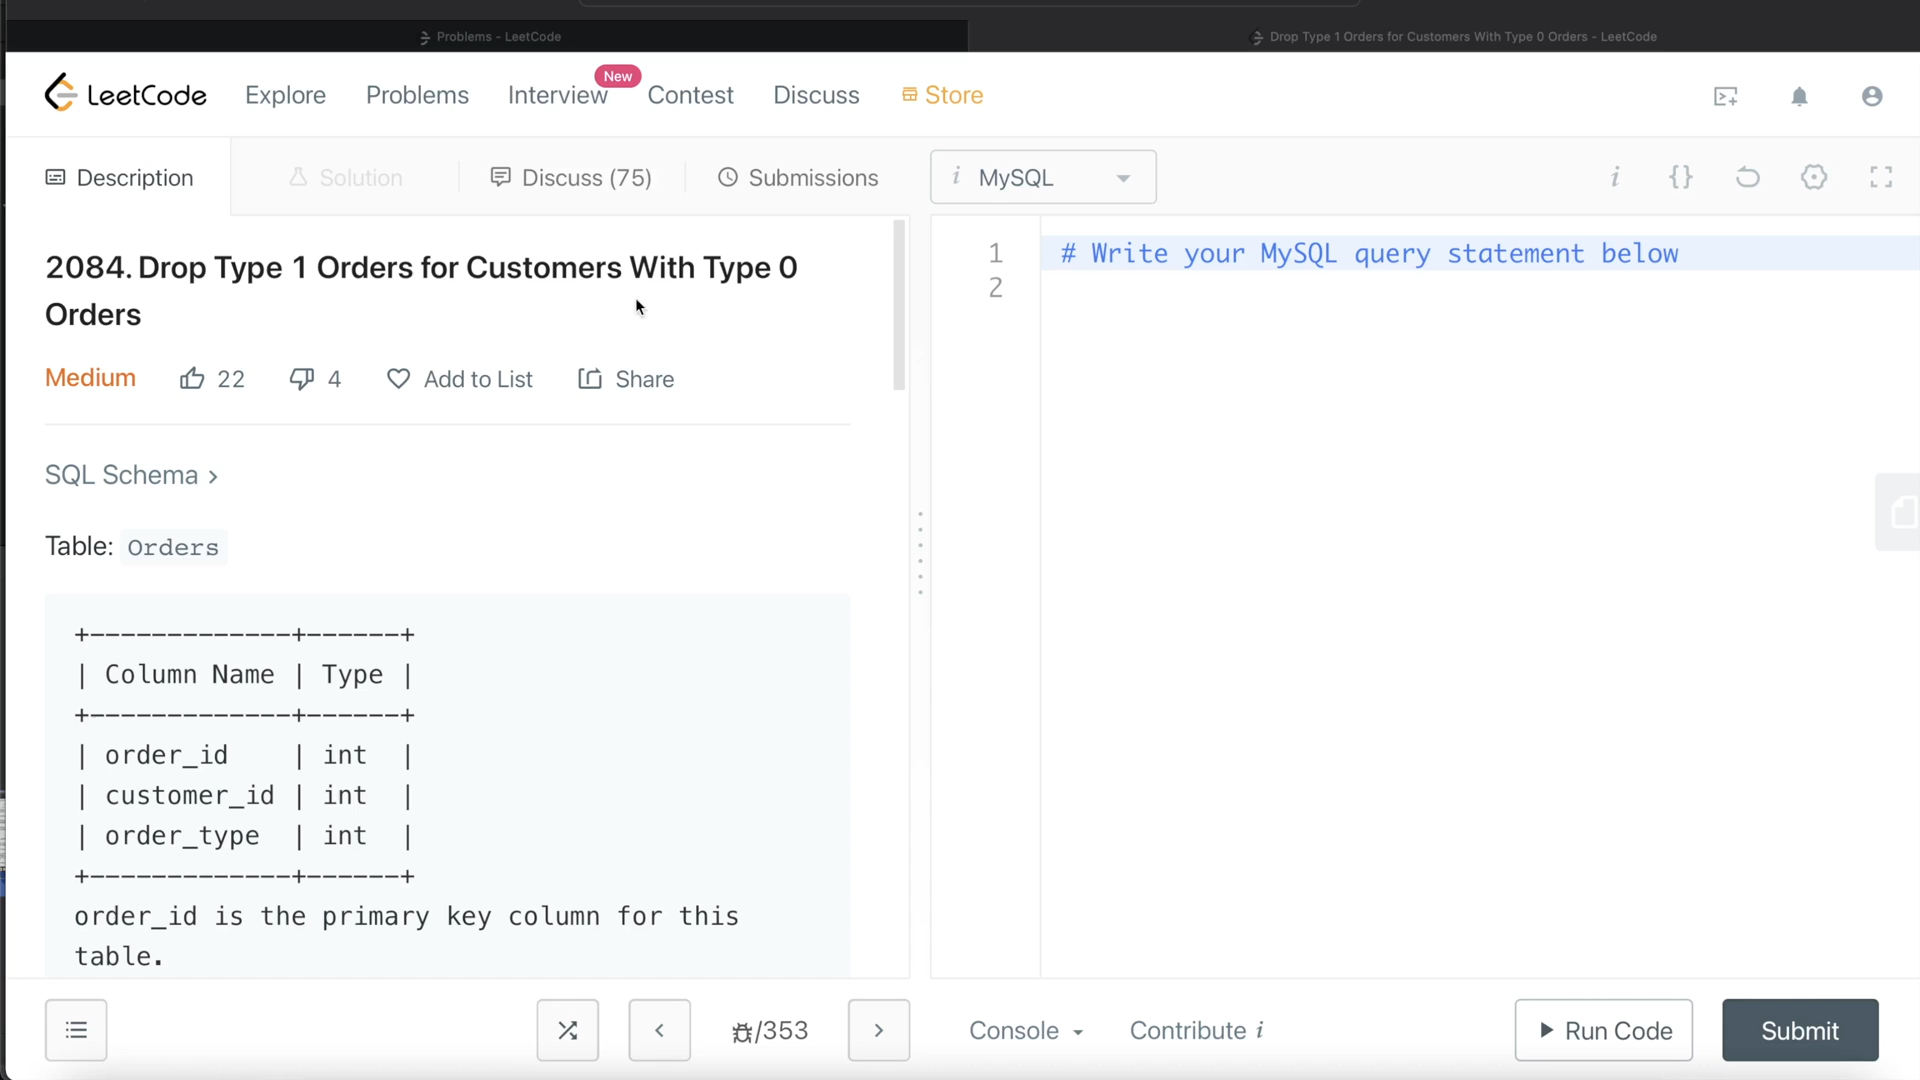 Problems - LeetCode
Drop Type 1 Orders for Customers With Type 0 Orders - LeetCode
LeetCode
Explore
Problems
Interview
New
Contest
Discuss
Store
Description
Solution
Discuss (75)
Submissions
i MySQL
i
{}
2084. Drop Type 1 Orders for Customers With Type 0
Orders
Medium
22
4
Add to List
Share
SQL Schema >
Table: Orders
+-------------+------+
| Column Name | Type |
+-------------+------+
| order_id    | int  |
| customer_id | int  |
| order_type  | int  |
+-------------+------+
order_id is the primary key column for this
table.
1
# Write your MySQL query statement below
2
/353
Console
Contribute i
Run Code
Submit